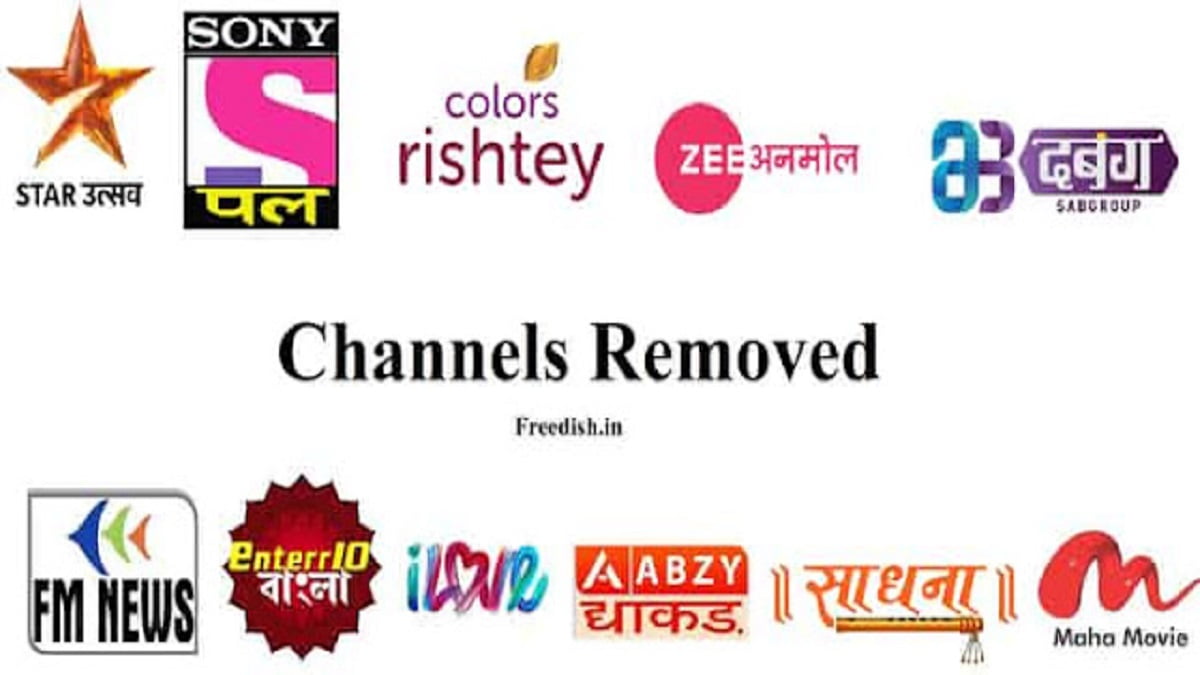 STAR उत्सव
SONY
S
पल
colors
rishtey
ZEE अनमोल
दबंग
SABGROUP
Channels Removed
Freedish.in
FM NEWS
enterr10
বাংলা
iLove
ABZY
धाकड़
॥ साधना ॥
Maha Movie